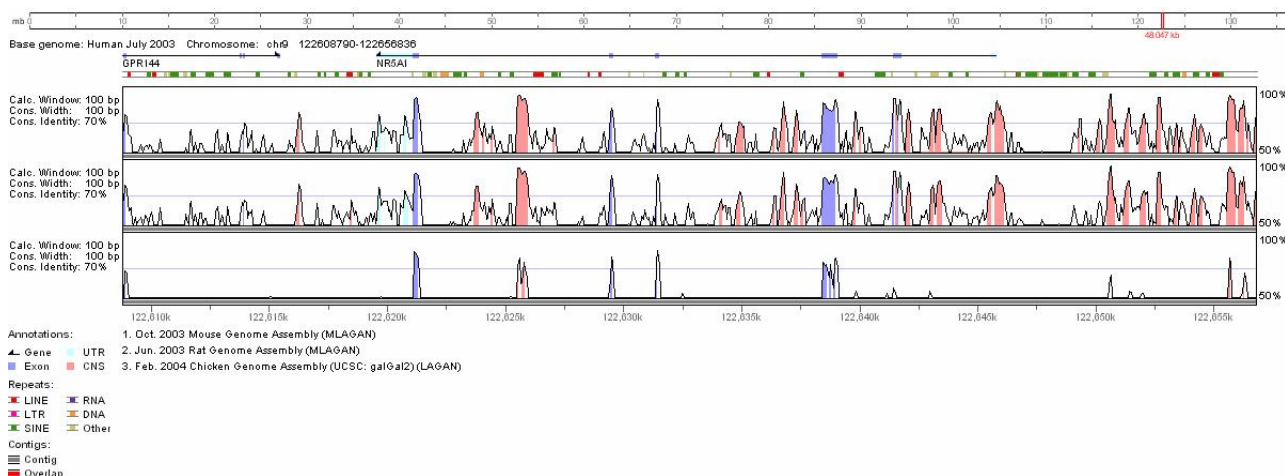 mb 0 10 20 30 40 50 60 70 80 90 100 110 120 130
48.047 kb
Base genome: Human July 2003 Chromosome: chr9 122608790-122656836
GPR144 NR5A1
Calc. Window: 100 bp
Cons. Width: 100 bp
Cons. Identity: 70%
100%
50%
Calc. Window: 100 bp
Cons. Width: 100 bp
Cons. Identity: 70%
100%
50%
Calc. Window: 100 bp
Cons. Width: 100 bp
Cons. Identity: 70%
100%
50%
122,610k 122,615k 122,620k 122,625k 122,630k 122,635k 122,640k 122,645k 122,650k 122,655k
Annotations:
Gene UTR
Exon CNS
1. Oct. 2003 Mouse Genome Assembly (MLAGAN)
2. Jun. 2003 Rat Genome Assembly (MLAGAN)
3. Feb. 2004 Chicken Genome Assembly (UCSC: galGal2) (LAGAN)
Repeats:
LINE RNA
LTR DNA
SINE Other
Contigs:
Contig
Overlap